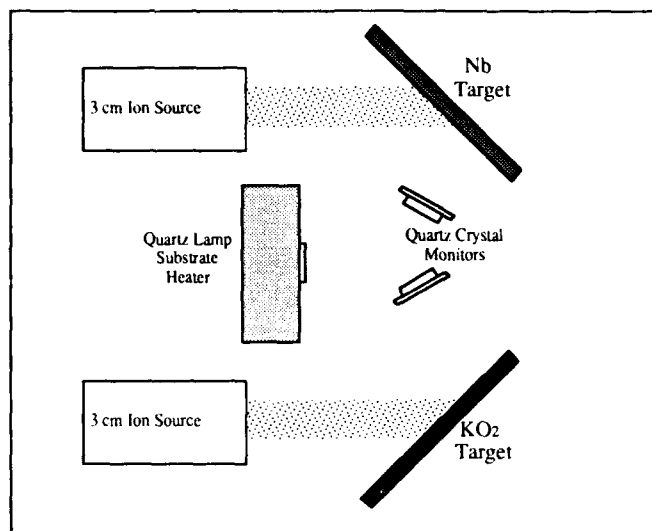 Nb
Target
3 cm Ion Source
Quartz Lamp
Substrate
Heater
Quartz Crystal
Monitors
3 cm Ion Source
KO2
Target